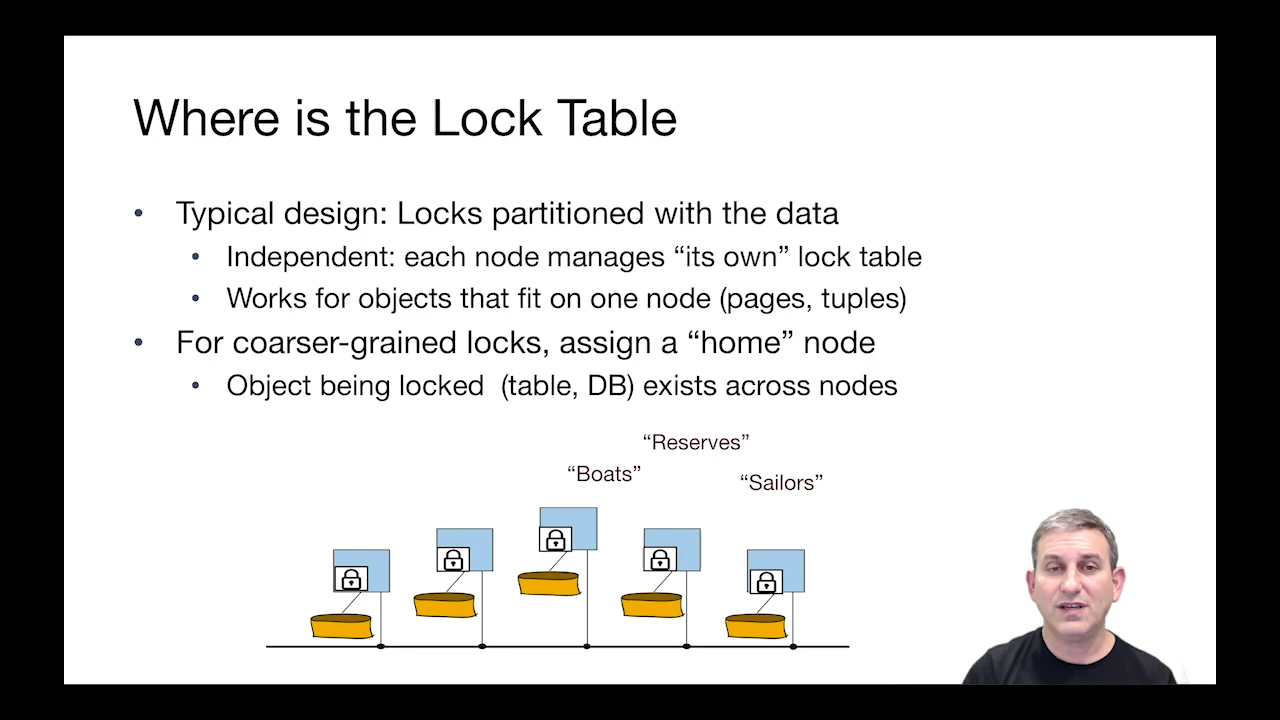 Where is the Lock Table
• Typical design: Locks partitioned with the data
• Independent: each node manages “its own” lock table
• Works for objects that fit on one node (pages, tuples)
• For coarser-grained locks, assign a “home” node
• Object being locked  (table, DB) exists across nodes
“Reserves”
“Boats”
“Sailors”